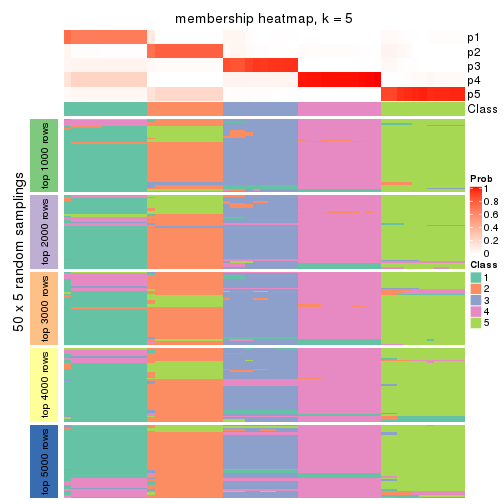 membership heatmap, k = 5
p1
p2
p3
p4
p5
Class
50 x 5 random samplings
top 1000 rows
top 2000 rows
top 3000 rows
top 4000 rows
top 5000 rows
Prob
1
0.8
0.6
0.4
0.2
0
Class
1
2
3
4
5